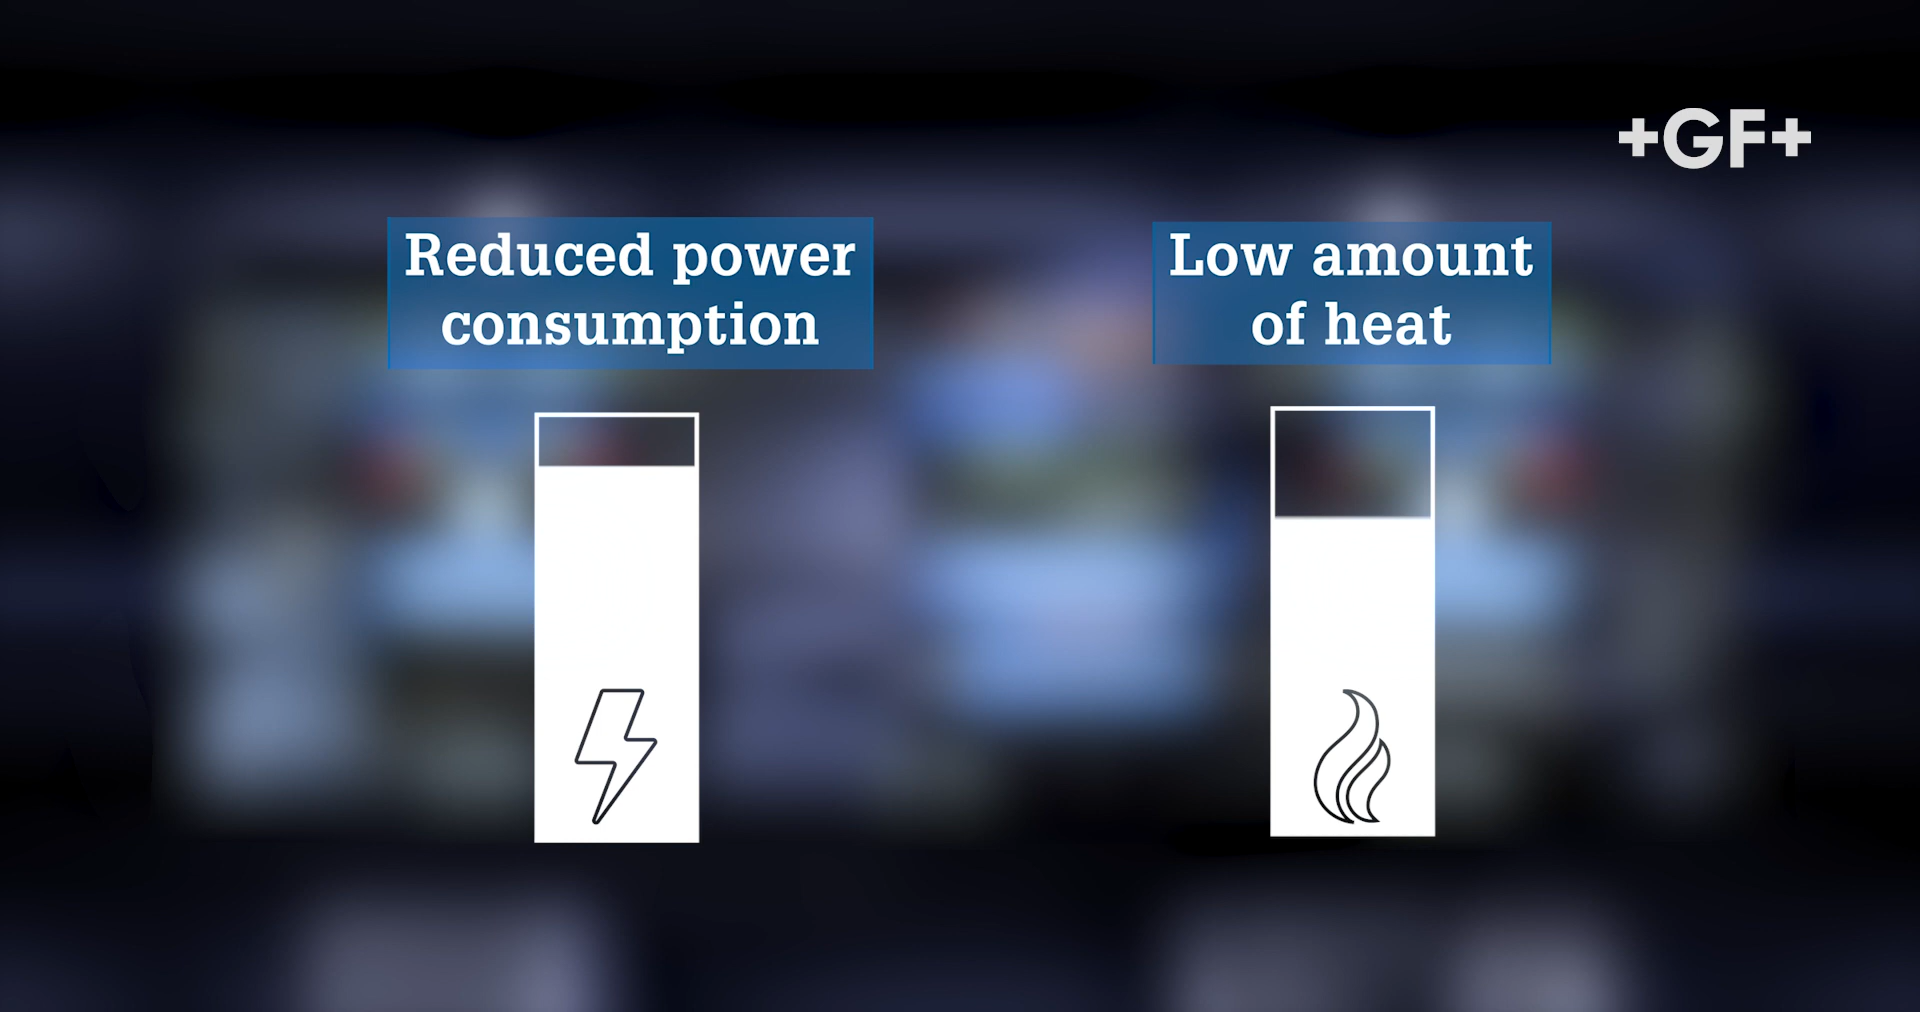 +GF+
Reduced power
consumption
Low amount
of heat